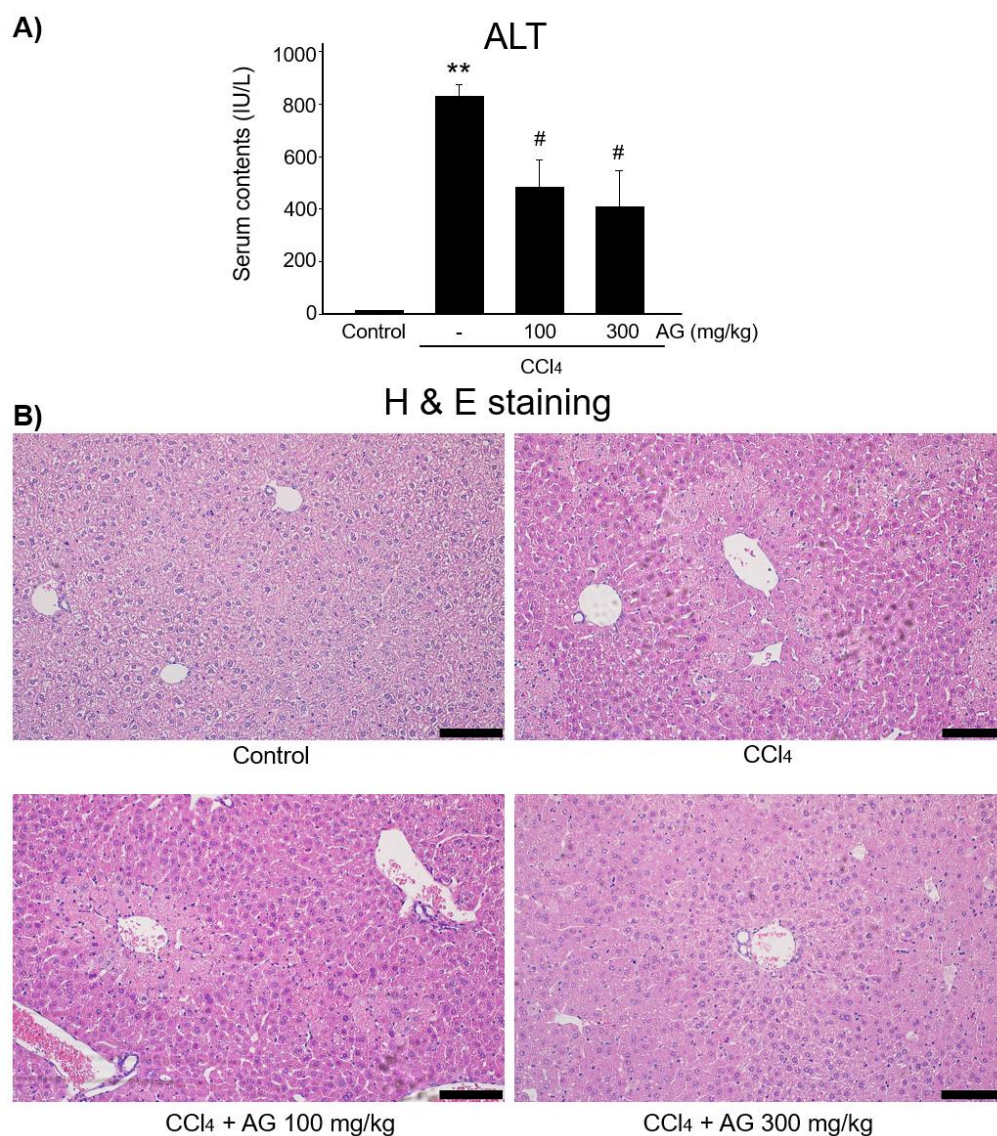 A)
ALT
Serum contents (IU/L)
1000
800
600
400
200
0
**
#
#
Control - 100 300 AG (mg/kg)
CCl4
H & E staining
B)
Control CCl4
CCl4 + AG 100 mg/kg CCl4 + AG 300 mg/kg